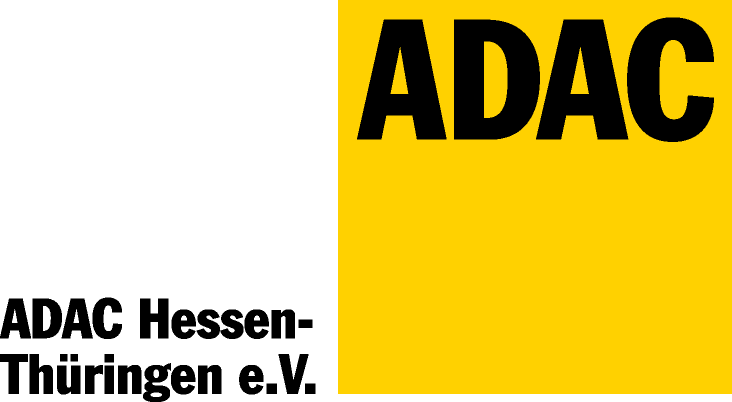 ADAC
ADAC Hessen-
Thüringen e.V.